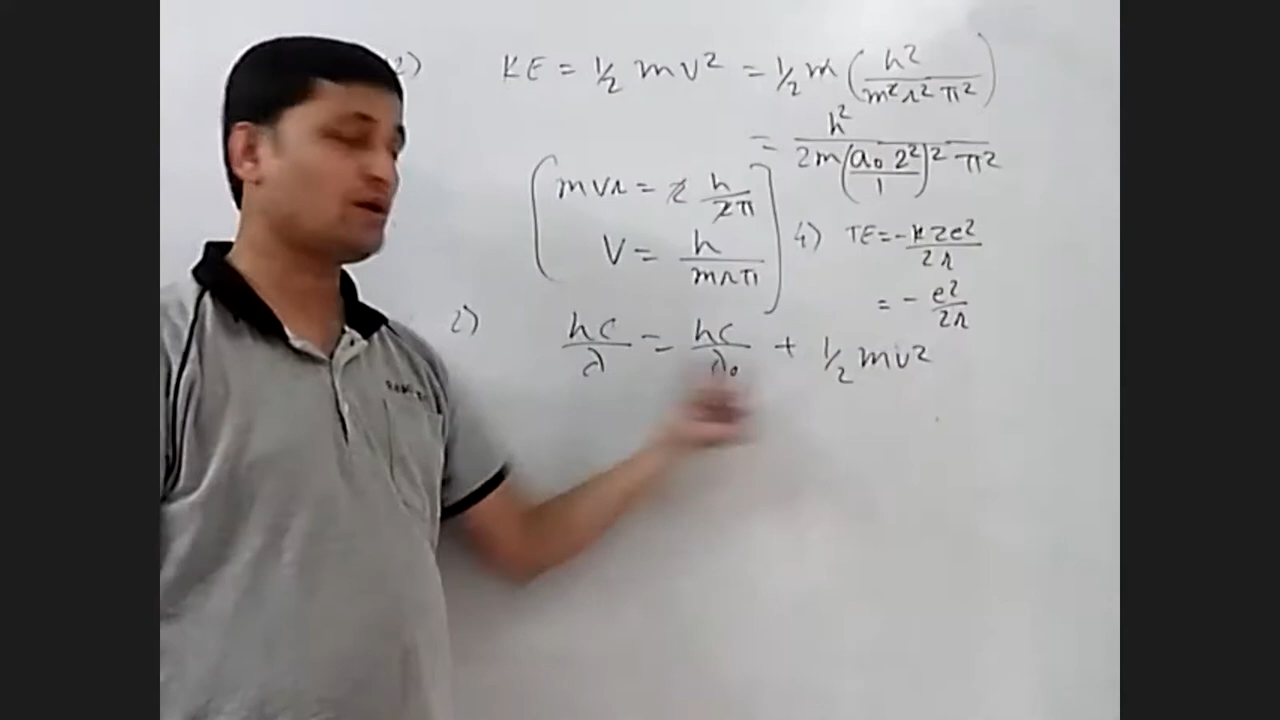 2) KE = 1/2 mv² = 1/2 m (h² / m²r²π²)
= h² / 2m(a₀ 2² / 1)² π²
mvr = 2 h / 2π
V = h / mrπ
4) TE = - kze² / 2r
= - e² / 2r
2) hc / λ = hc / λ₀ + 1/2 mv²